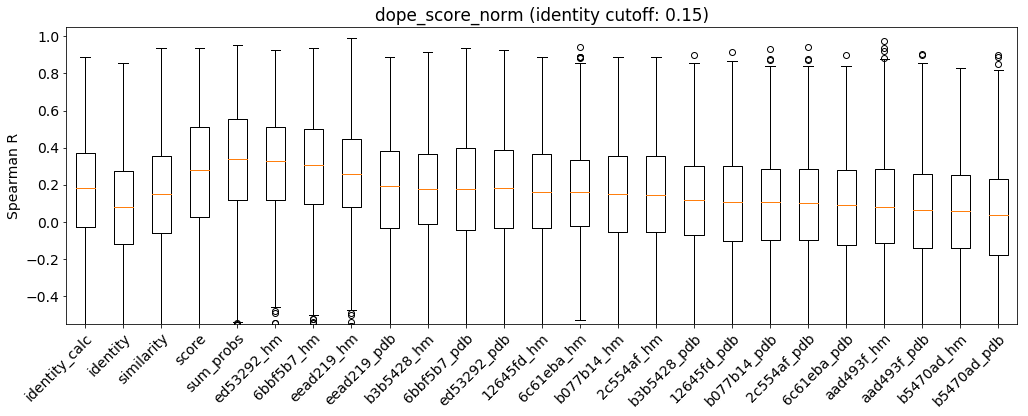 dope_score_norm (identity cutoff: 0.15)
Spearman R
1.0
0.8
0.6
0.4
0.2
0.0
−0.2
−0.4
identity_calc
identity
similarity
score
sum_probs
ed53292_hm
6bbf5b7_hm
eead219_hm
eead219_pdb
b3b5428_hm
6bbf5b7_pdb
ed53292_pdb
12645fd_hm
6c61eba_hm
b077b14_hm
2c554af_hm
b3b5428_pdb
12645fd_pdb
b077b14_pdb
2c554af_pdb
6c61eba_pdb
aad493f_hm
aad493f_pdb
b5470ad_hm
b5470ad_pdb